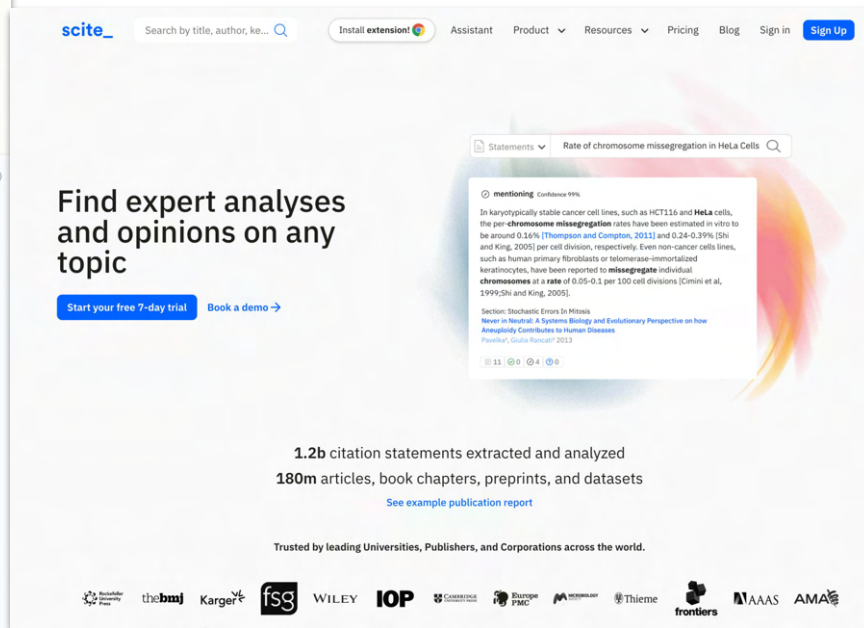 scite_
Search by title, author, ke...
Install extension!
Assistant
Product
Resources
Pricing
Blog
Sign in
Sign Up
Statements
Rate of chromosome missegregation in HeLa Cells
Find expert analyses
and opinions on any
topic
Start your free 7-day trial
Book a demo
mentioning Confidence 99%
In karyotypically stable cancer cell lines, such as HCT116 and HeLa cells,
the per-chromosome missegregation rates have been estimated in vitro to
be around 0.16% [Thompson and Compton, 2011] and 0.24-0.39% [Shi
and King, 2005] per cell division, respectively. Even non-cancer cells lines,
such as human primary fibroblasts or telomerase-immortalized
keratinocytes, have been reported to missegregate individual
chromosomes at a rate of 0.05-0.1 per 100 cell divisions [Cimini et al,
1999;Shi and King, 2005].
Section: Stochastic Errors In Mitosis
Never in Neutral: A Systems Biology and Evolutionary Perspective on how
Aneuploidy Contributes to Human Diseases
Pavelka⁴, Giulia Rancati³ 2013
11 0 4 0
1.2b citation statements extracted and analyzed
180m articles, book chapters, preprints, and datasets
See example publication report
Trusted by leading Universities, Publishers, and Corporations across the world.
Rockefeller
University
Press
thebmj
Karger
fsg
WILEY
IOP
CAMBRIDGE
UNIVERSITY PRESS
Europe
PMC
MICROBIOLOGY
SOCIETY
Thieme
frontiers
AAAS
AMA